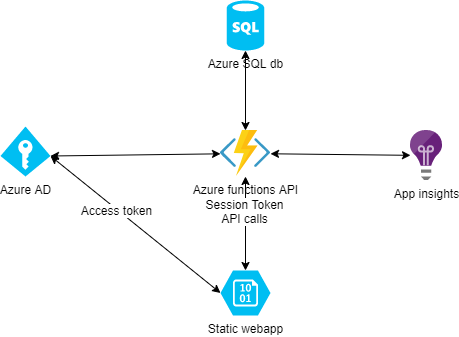 SQL
Azure SQL db
Azure AD
Azure functions API
Session Token
API calls
App insights
Access token
10
01
Static webapp